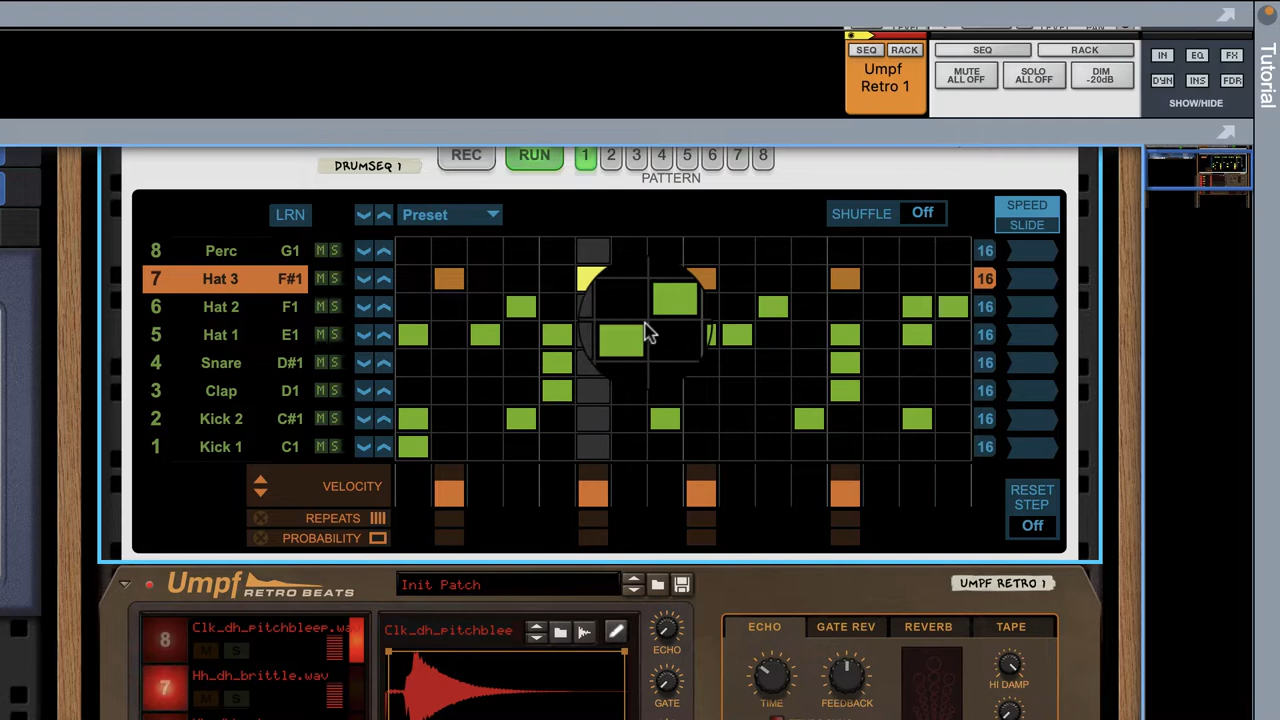 SEQ RACK
Umpf
Retro 1
SEQ RACK
MUTE
ALL OFF
SOLO
ALL OFF
DIM
-20dB
IN EQ FX
DYN INS FDR
SHOW/HIDE
Tutorial
DRUMSEQ 1
REC RUN 1 2 3 4 5 6 7 8
PATTERN
LRN Preset SHUFFLE Off SPEED
SLIDE
8 Perc G1 M S 16
7 Hat 3 F#1 M S 16
6 Hat 2 F1 M S 16
5 Hat 1 E1 M S 16
4 Snare D#1 M S 16
3 Clap D1 M S 16
2 Kick 2 C#1 M S 16
1 Kick 1 C1 M S 16
VELOCITY
REPEATS
PROBABILITY
RESET
STEP
Off
Umpf
RETRO BEATS
Init Patch
UMPF RETRO 1
8 Clk_dh_pitchbleep.wav
M S
7 Hh_dh_brittle.wav
M S
Clk_dh_pitchblee
ECHO
GATE
ECHO GATE REV REVERB TAPE
TIME FEEDBACK
HI DAMP